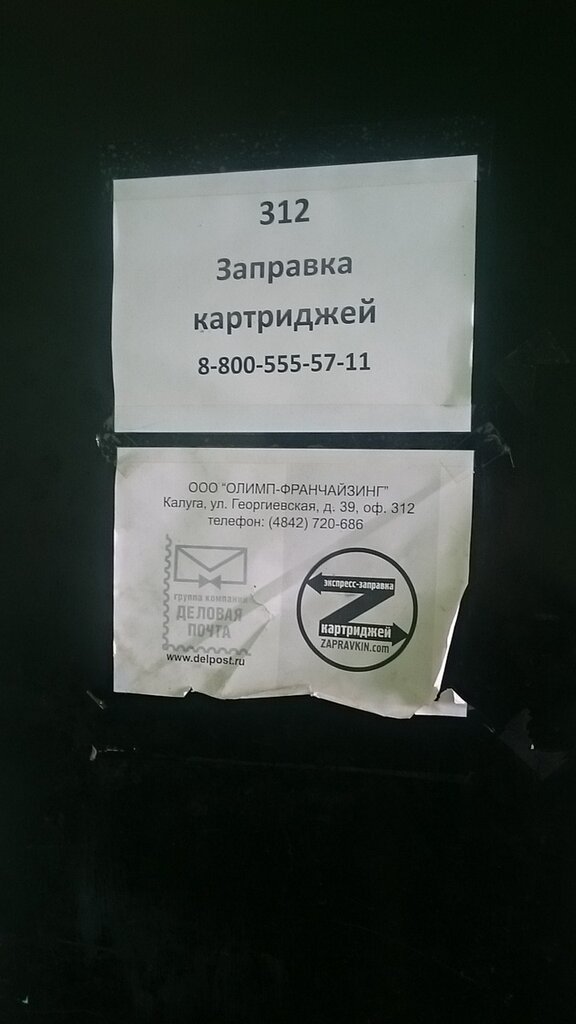 312
Заправка
картриджей
8-800-555-57-11
ООО "ОЛИМП-ФРАНЧАЙЗИНГ"
Калуга, ул. Георгиевская, д. 39, оф. 312
телефон: (4842) 720-686
группа компаний
ДЕЛОВАЯ
ПОЧТА
www.delpost.ru
экспресс-заправка
картриджей
ZAPRAVKIN.com